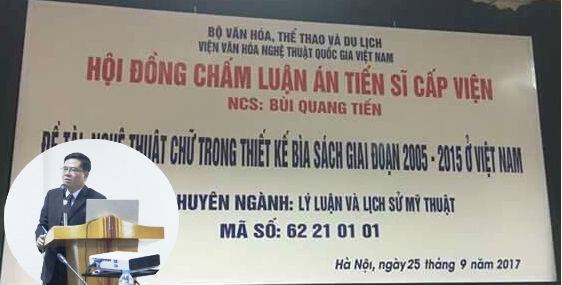 BỘ VĂN HÓA, THỂ THAO VÀ DU LỊCH
VIỆN VĂN HÓA NGHỆ THUẬT QUỐC GIA VIỆT NAM
HỘI ĐỒNG CHẤM LUẬN ÁN TIẾN SĨ CẤP VIỆN
NCS: BÙI QUANG TIẾN
ĐỀ TÀI: NGHỆ THUẬT CHỮ TRONG THIẾT KẾ BÌA SÁCH GIAI ĐOẠN 2005 - 2015 Ở VIỆT NAM
HUYÊN NGÀNH: LÝ LUẬN VÀ LỊCH SỬ MỸ THUẬT
MÃ SỐ: 62 21 01 01
Hà Nội, ngày 25 tháng 9 năm 2017